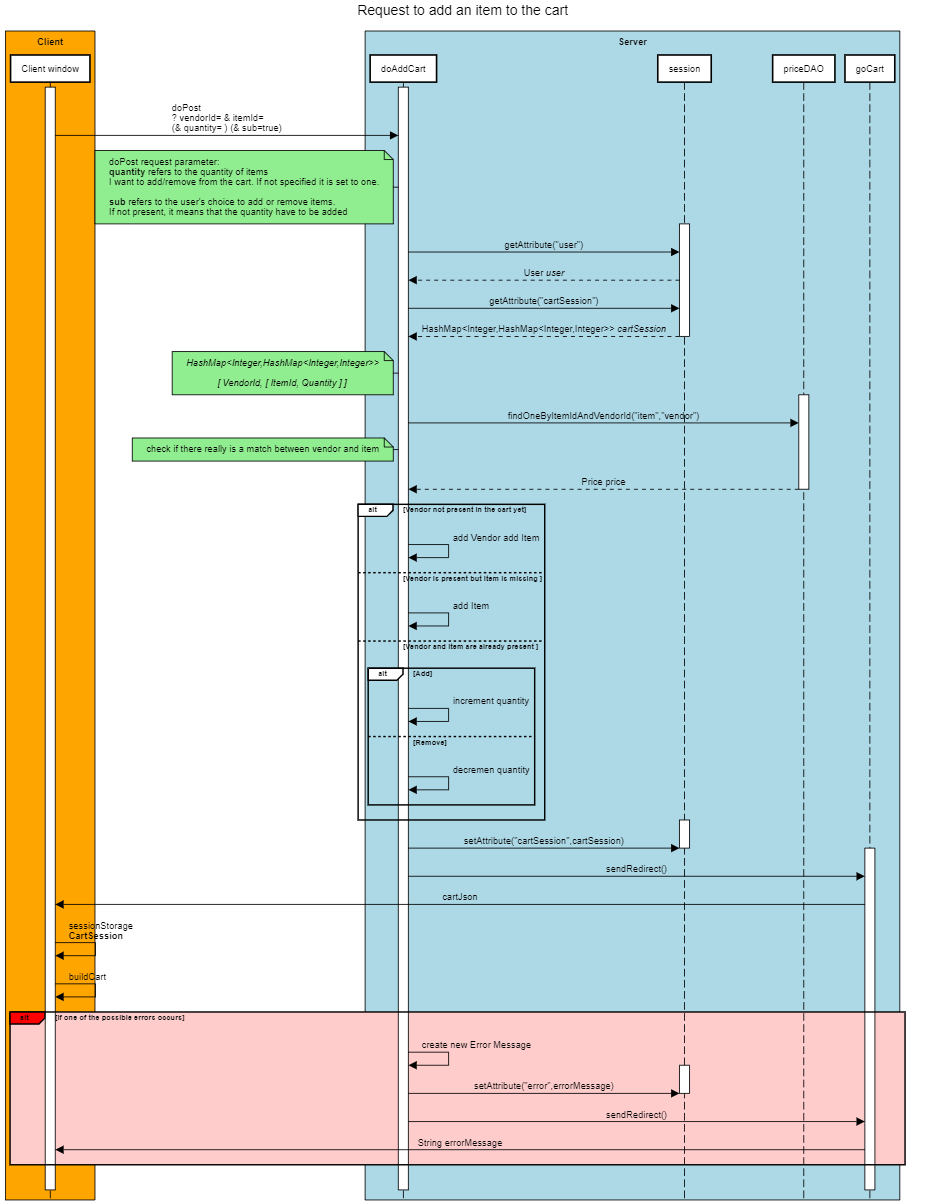 Request to add an item to the cart
Client
Server
Client window
doAddCart
session
priceDAO
goCart
doPost
? vendorId= & itemId=
(& quantity= ) (& sub=true)
doPost request parameter:
quantity refers to the quantity of items
I want to add/remove from the cart. If not specified it is set to one.
sub refers to the user's choice to add or remove items.
If not present, it means that the quantity have to be added
getAttribute("user")
User user
getAttribute("cartSession")
HashMap<Integer,HashMap<Integer,Integer>> cartSession
HashMap<Integer,HashMap<Integer,Integer>>
[ VendorId, [ ItemId, Quantity ] ]
findOneByItemIdAndVendorId("item","vendor")
check if there really is a match between vendor and item
Price price
alt
[Vendor not present in the cart yet]
add Vendor add Item
[Vendor is present but item is missing ]
add Item
[Vendor and item are already present ]
alt
[Add]
increment quantity
[Remove]
decremen quantity
setAttribute("cartSession",cartSession)
sendRedirect()
cartJson
sessionStorage
CartSession
buildCart
alt
[If one of the possible errors occurs]
create new Error Message
setAttribute("error",errorMessage)
sendRedirect()
String errorMessage